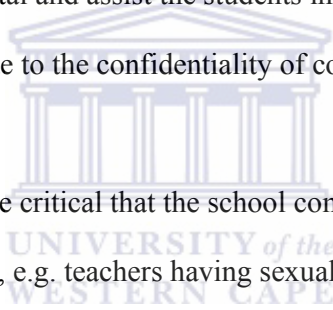 tal and assist the students in
e to the confidentiality of co
e critical that the school con
UNIVERSITY of the
, e.g. teachers having sexual
WESTERN CAPE